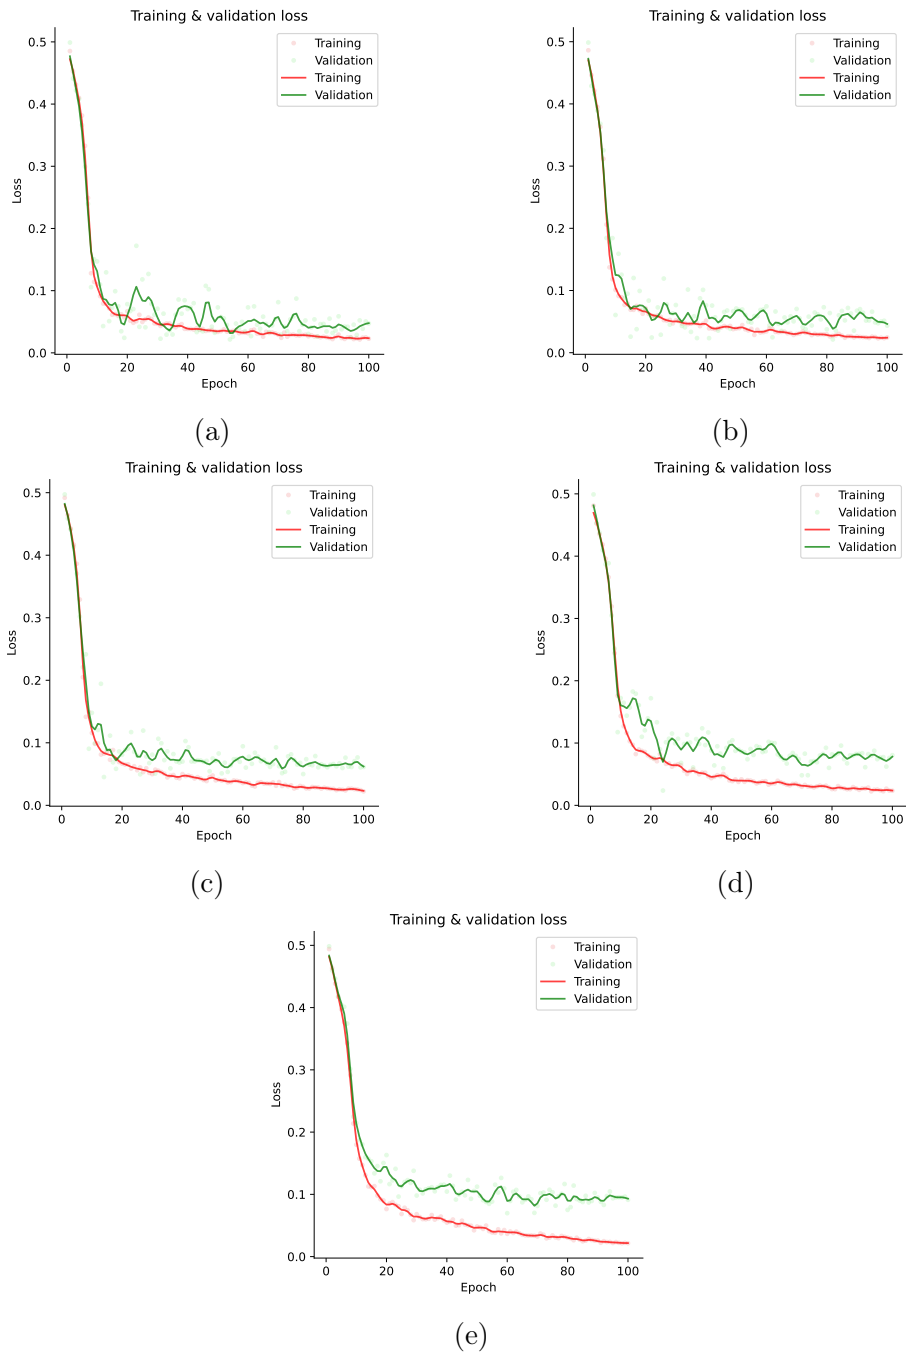 Training & validation loss
Training
Validation
Training
Validation
Loss
0.5
0.4
0.3
0.2
0.1
0.0
0 20 40 60 80 100
Epoch
(a)
Training & validation loss
Training
Validation
Training
Validation
Loss
0.5
0.4
0.3
0.2
0.1
0.0
0 20 40 60 80 100
Epoch
(b)
Training & validation loss
Training
Validation
Training
Validation
Loss
0.5
0.4
0.3
0.2
0.1
0.0
0 20 40 60 80 100
Epoch
(c)
Training & validation loss
Training
Validation
Training
Validation
Loss
0.5
0.4
0.3
0.2
0.1
0.0
0 20 40 60 80 100
Epoch
(d)
Training & validation loss
Training
Validation
Training
Validation
Loss
0.5
0.4
0.3
0.2
0.1
0.0
0 20 40 60 80 100
Epoch
(e)